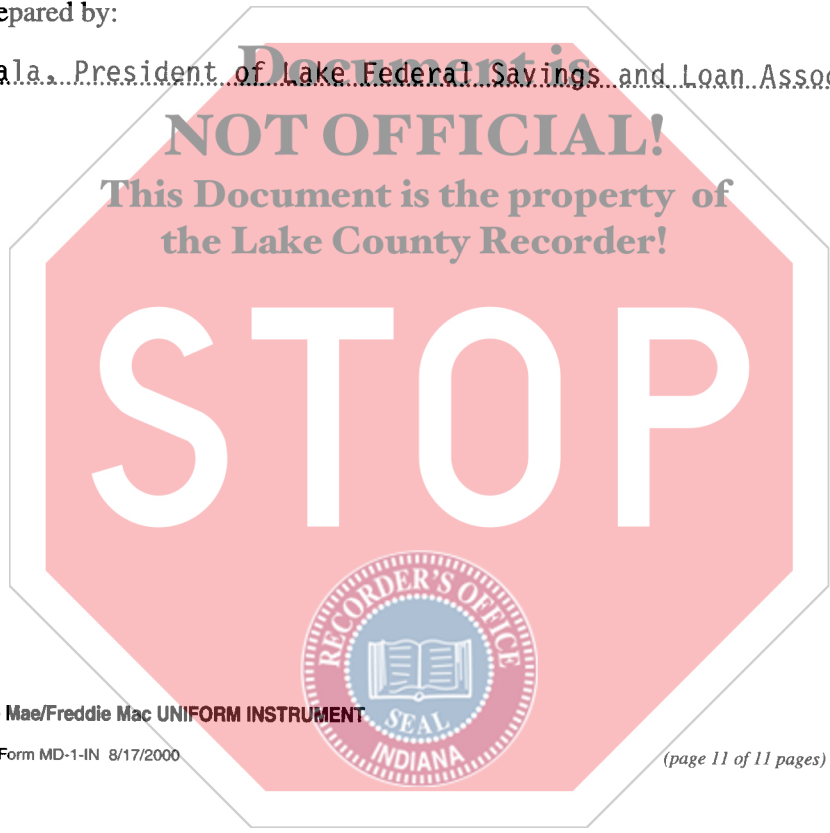 epared by:
Document is
ala, President of Lake Federal Savings and Loan Assoc
NOT OFFICIAL!
This Document is the property of
the Lake County Recorder!
STOP
RECORDER'S OFFICE
SEAL
INDIANA
Mae/Freddie Mac UNIFORM INSTRUMENT
Form MD-1-IN 8/17/2000
(page 11 of 11 pages)